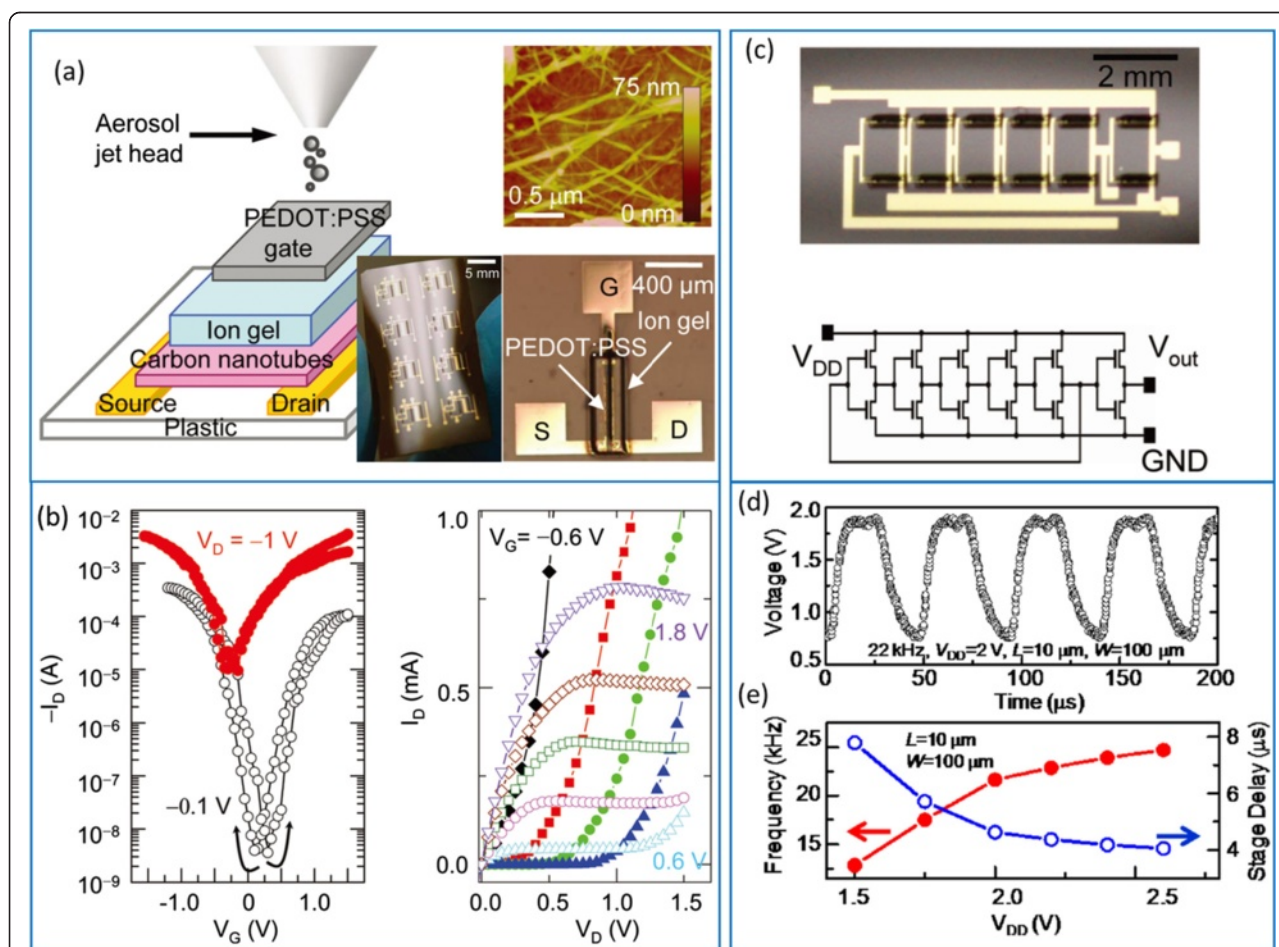 (a)
Aerosol
jet head
PEDOT:PSS
gate
Ion gel
Carbon nanotubes
Source
Drain
Plastic
75 nm
0.5 μm
0 nm
5 mm
G
400 μm
Ion gel
PEDOT:PSS
S
D
(b)
10⁻²
10⁻³
10⁻⁴
10⁻⁵
10⁻⁶
10⁻⁷
10⁻⁸
10⁻⁹
-I_D (A)
V_D = −1 V
−0.1 V
-1.0
0
1.0
V_G (V)
1.0
0.5
0.0
I_D (mA)
V_G= −0.6 V
1.8 V
0.6 V
0.0
0.5
1.0
1.5
V_D (V)
(c)
2 mm
V_DD
V_out
GND
(d)
2.0
1.5
1.0
0.5
Voltage (V)
22 kHz, V_DD=2 V, L=10 μm, W=100 μm
0
50
100
150
200
Time (μs)
(e)
25
20
15
Frequency (kHz)
L=10 μm
W=100 μm
8
6
4
Stage Delay (μs)
1.5
2.0
2.5
V_DD (V)